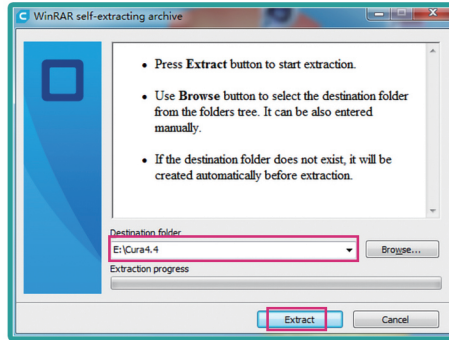 WinRAR self-extracting archive
• Press Extract button to start extraction.
• Use Browse button to select the destination folder
from the folders tree. It can be also entered
manually.
• If the destination folder does not exist, it will be
created automatically before extraction.
Destination folder
E:\Cura4.4
Browse...
Extraction progress
Extract
Cancel